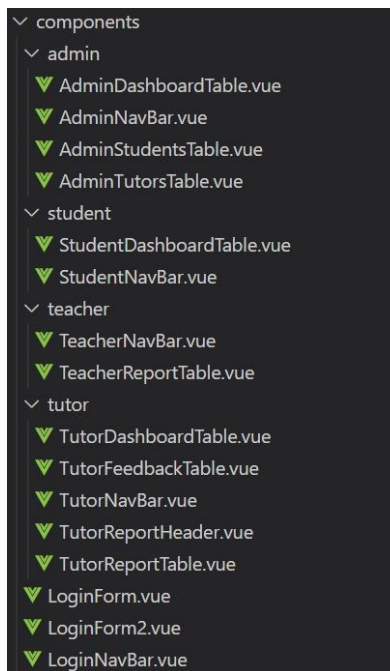 components
admin
AdminDashboardTable.vue
AdminNavBar.vue
AdminStudentsTable.vue
AdminTutorsTable.vue
student
StudentDashboardTable.vue
StudentNavBar.vue
teacher
TeacherNavBar.vue
TeacherReportTable.vue
tutor
TutorDashboardTable.vue
TutorFeedbackTable.vue
TutorNavBar.vue
TutorReportHeader.vue
TutorReportTable.vue
LoginForm.vue
LoginForm2.vue
LoginNavBar.vue